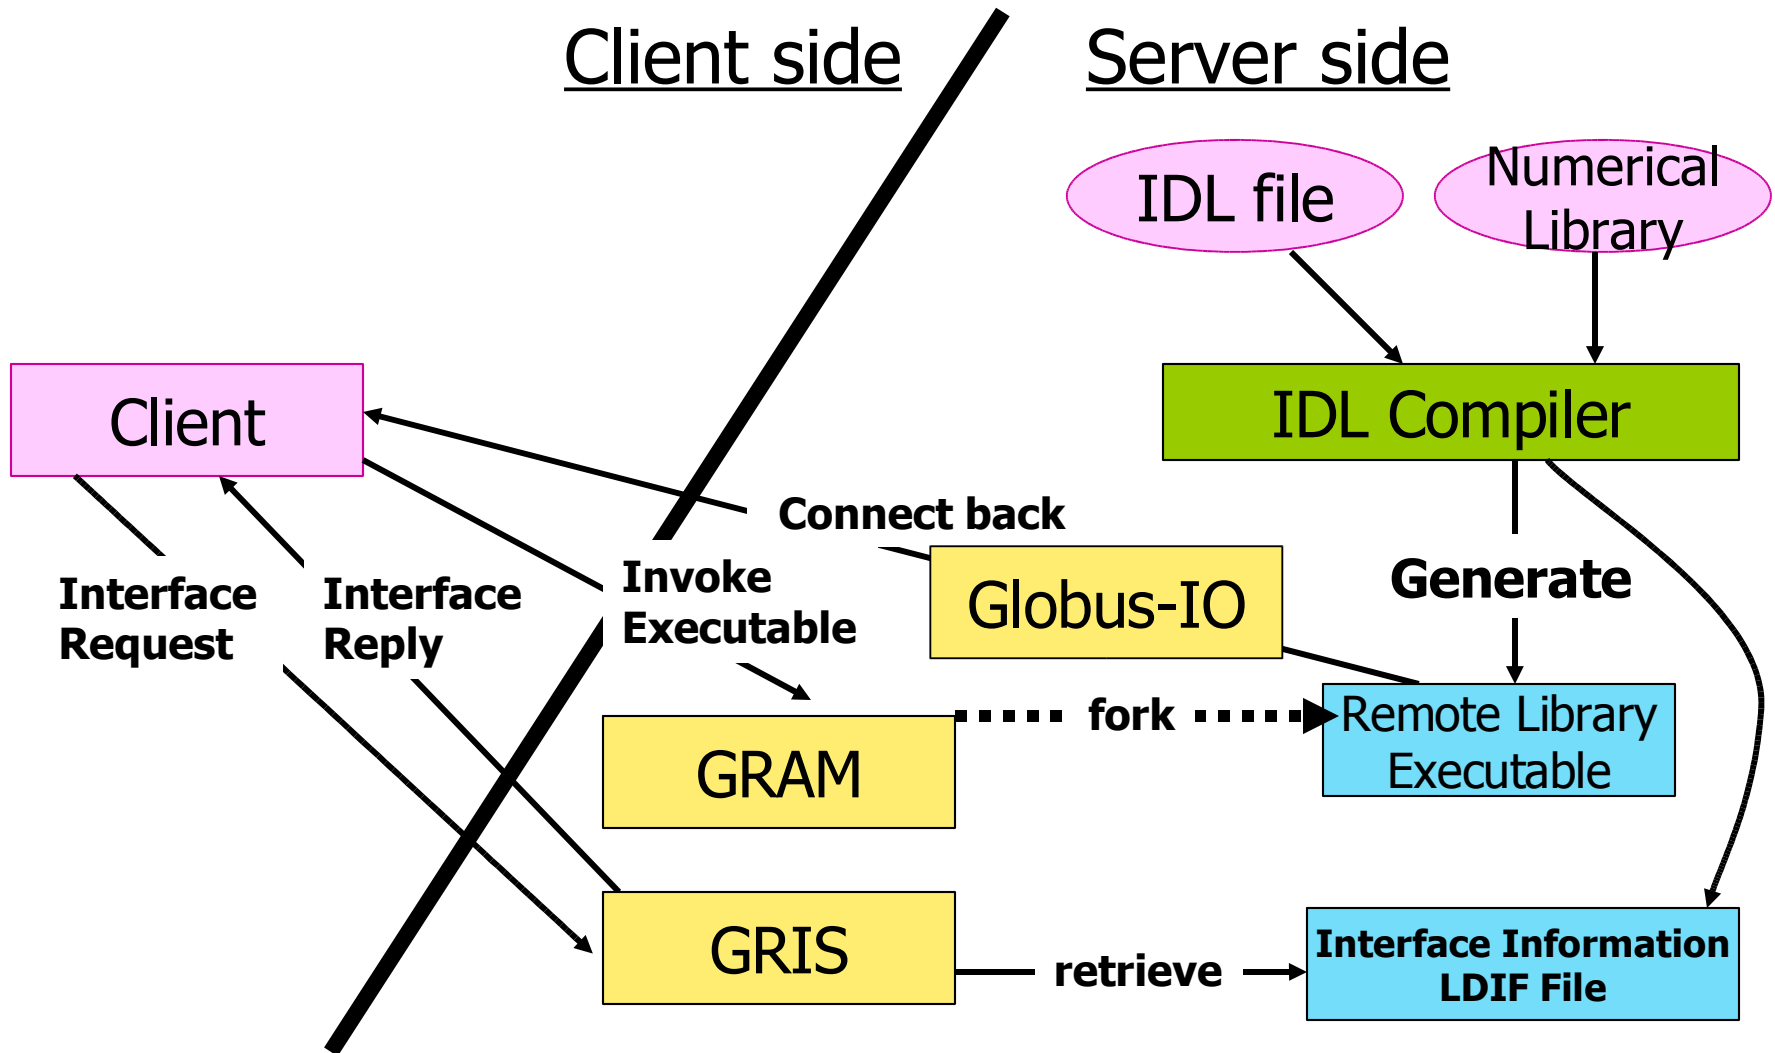 Client side
Server side
IDL file
Numerical
Library
Client
IDL Compiler
Connect back
Invoke
Executable
Interface
Request
Interface
Reply
Globus-IO
Generate
GRAM
fork
Remote Library
Executable
GRIS
retrieve
Interface Information
LDIF File